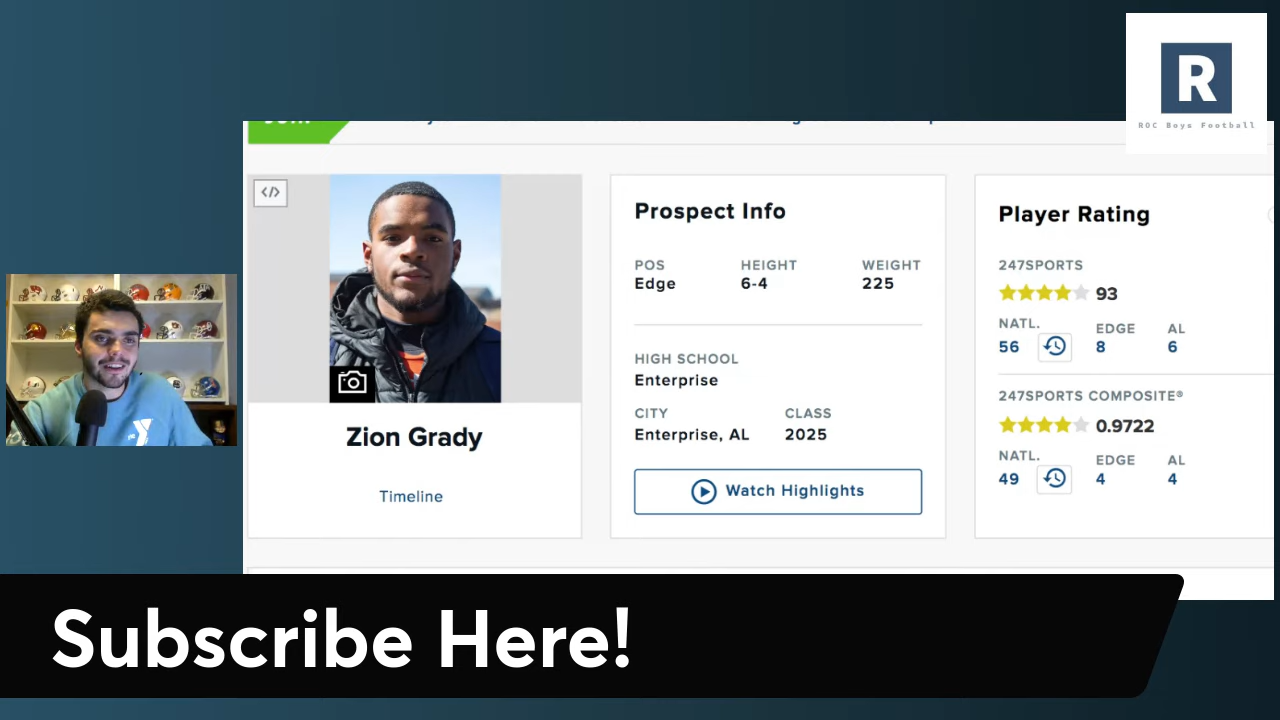 R
ROC Boys Football
</>
Zion Grady
Timeline
Prospect Info
POS HEIGHT WEIGHT
Edge 6-4 225
HIGH SCHOOL
Enterprise
CITY CLASS
Enterprise, AL 2025
Watch Highlights
Player Rating
247SPORTS
93
NATL. EDGE AL
56 8 6
247SPORTS COMPOSITE®
0.9722
NATL. EDGE AL
49 4 4
Subscribe Here!